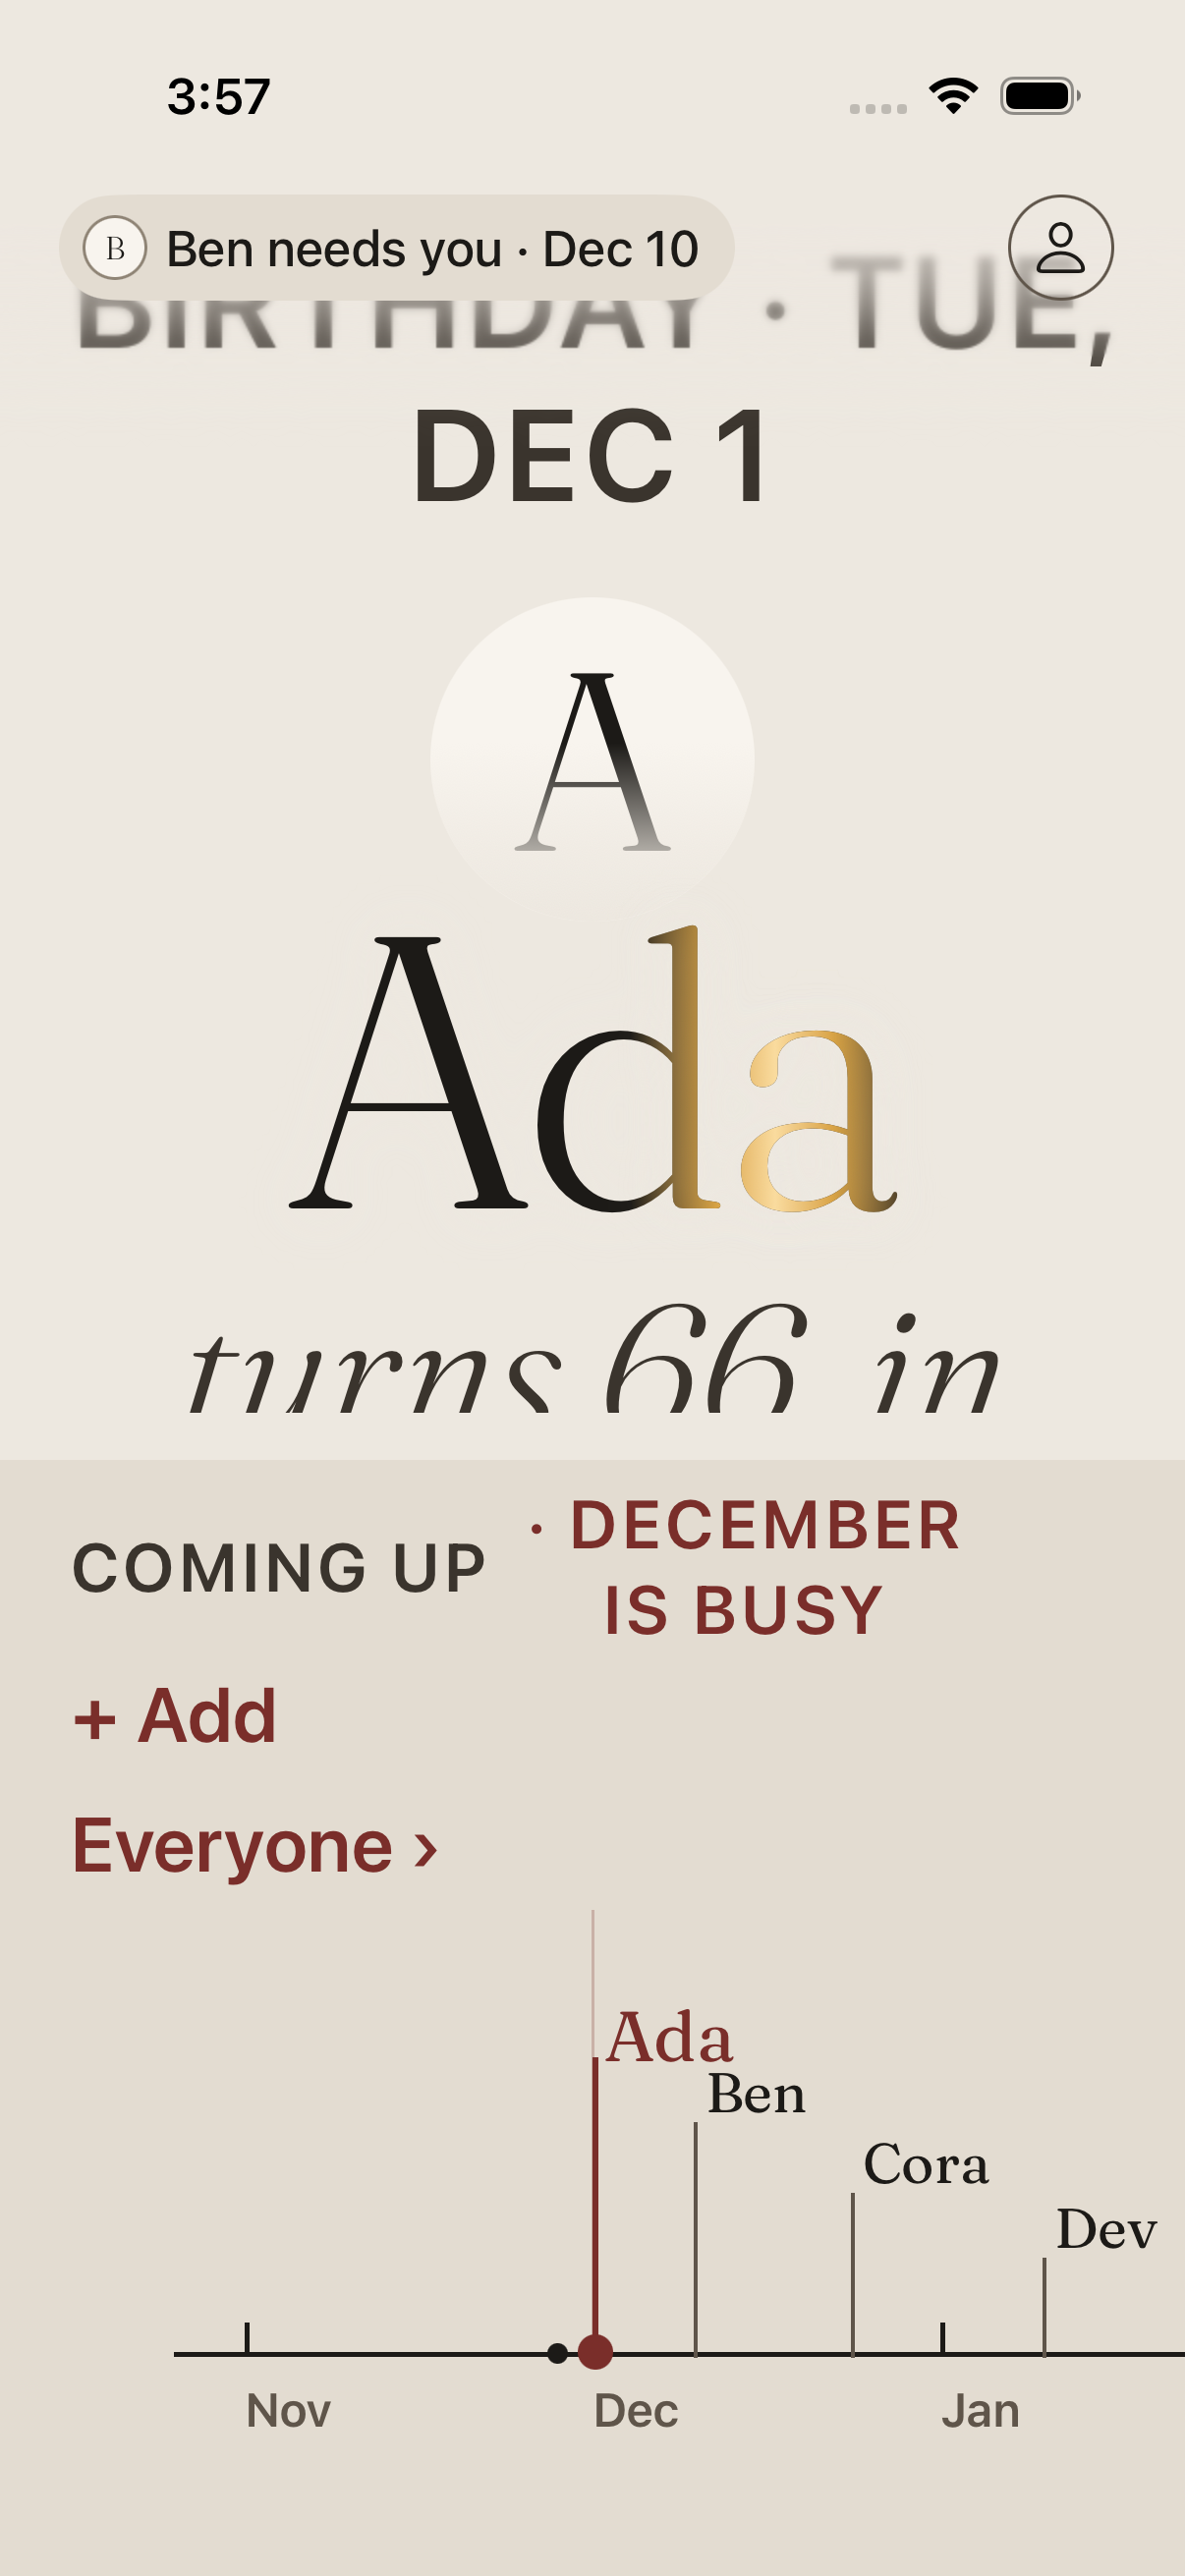 3:57
B Ben needs you · Dec 10
BIRTHDAY · TUE,
DEC 1
A
Ada
turns 66 in
COMING UP · DECEMBER
IS BUSY
+ Add
Everyone ›
Ada
Ben
Cora
Dev
Nov Dec Jan